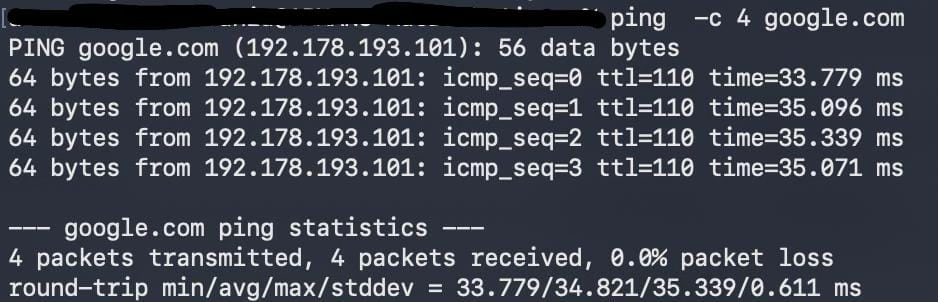 ping -c 4 google.com
PING google.com (192.178.193.101): 56 data bytes
64 bytes from 192.178.193.101: icmp_seq=0 ttl=110 time=33.779 ms
64 bytes from 192.178.193.101: icmp_seq=1 ttl=110 time=35.096 ms
64 bytes from 192.178.193.101: icmp_seq=2 ttl=110 time=35.339 ms
64 bytes from 192.178.193.101: icmp_seq=3 ttl=110 time=35.071 ms
--- google.com ping statistics ---
4 packets transmitted, 4 packets received, 0.0% packet loss
round-trip min/avg/max/stddev = 33.779/34.821/35.339/0.611 ms